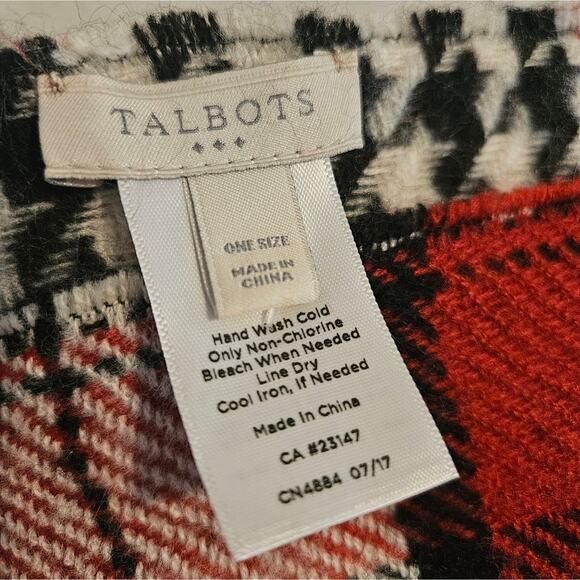 TALBOTS
ONE SIZE
MADE IN
CHINA
Hand Wash Cold
Only Non-Chlorine
Bleach When Needed
Line Dry
Cool Iron, If Needed
Made In China
CA #23147
CN4884 07/17